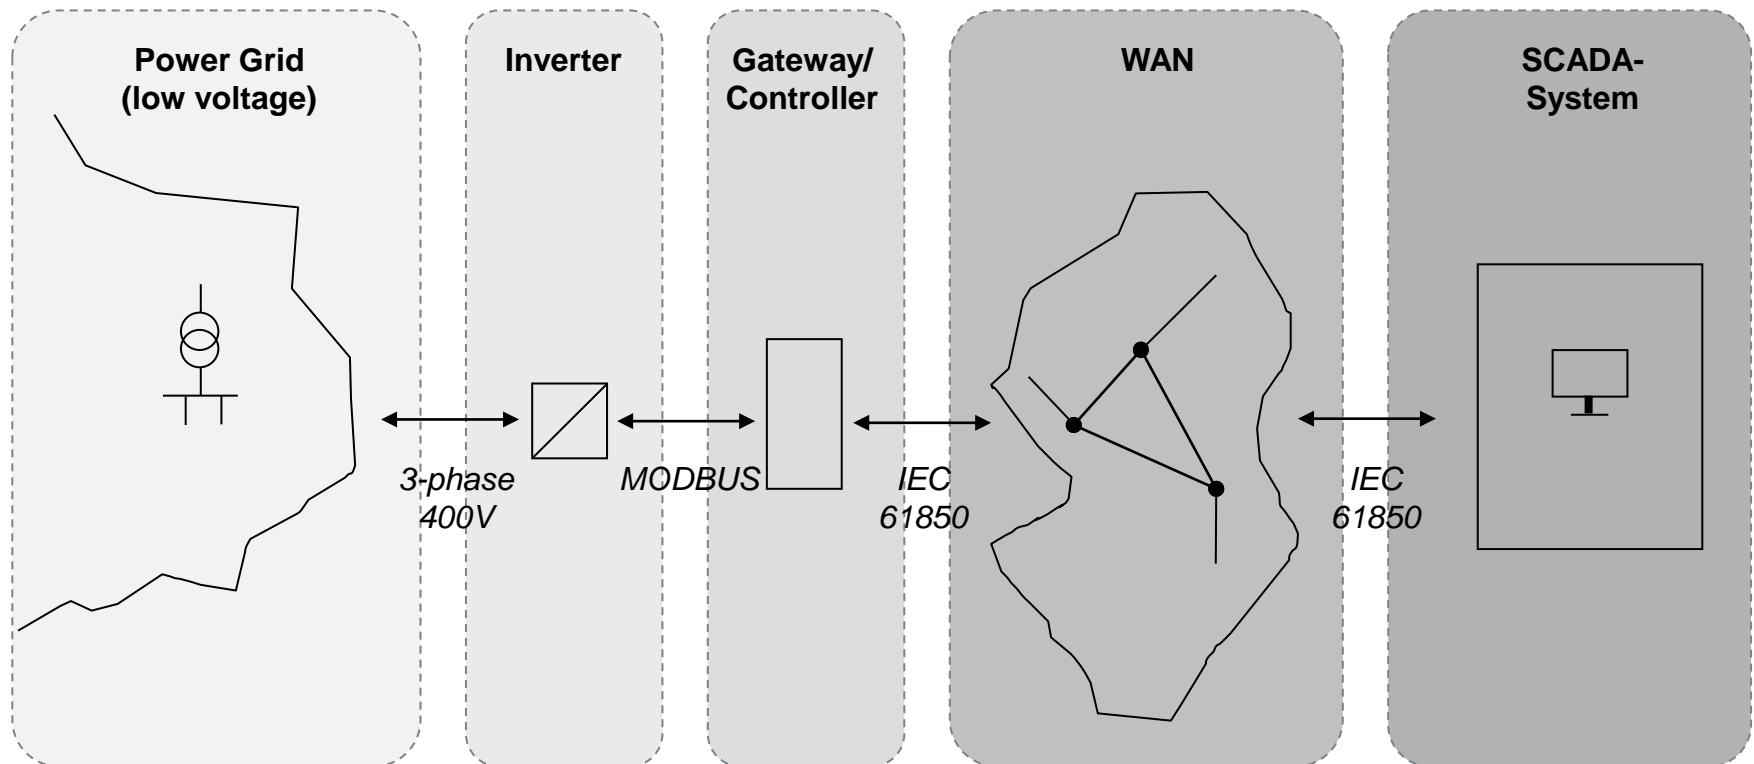 Power Grid
(low voltage)
Inverter
Gateway/
Controller
WAN
SCADA-
System
3-phase
400V
MODBUS
IEC
61850
IEC
61850